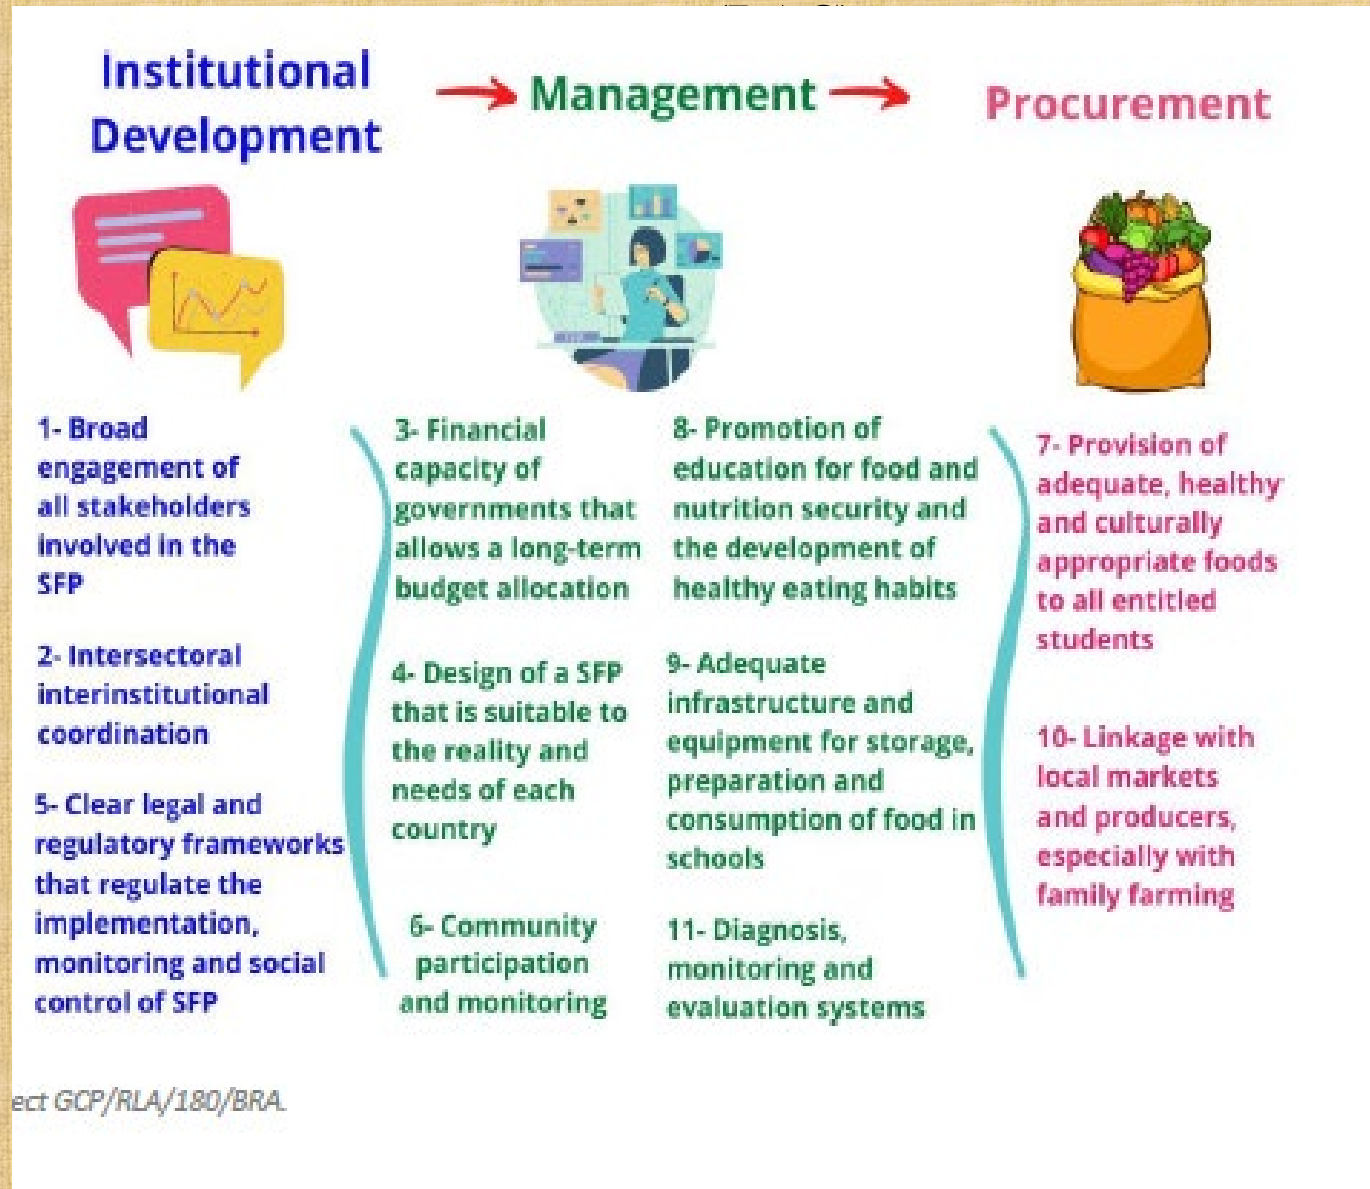 Institutional
Development
Management
Procurement
1- Broad
engagement of
all stakeholders
involved in the
SFP
2- Intersectoral
interinstitutional
coordination
5- Clear legal and
regulatory frameworks
that regulate the
implementation,
monitoring and social
control of SFP
3- Financial
capacity of
governments that
allows a long-term
budget allocation
4- Design of a SFP
that is suitable to
the reality and
needs of each
country
6- Community
participation
and monitoring
8- Promotion of
education for food and
nutrition security and
the development of
healthy eating habits
9- Adequate
infrastructure and
equipment for storage,
preparation and
consumption of food in
schools
11- Diagnosis,
monitoring and
evaluation systems
7- Provision of
adequate, healthy
and culturally
appropriate foods
to all entitled
students
10- Linkage with
local markets
and producers,
especially with
family farming
ect GCP/RLA/180/BRA.